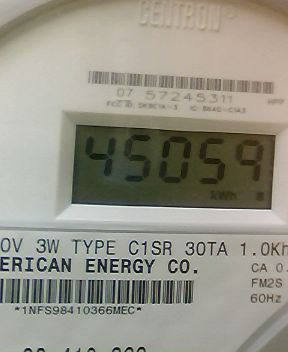 CENTRON
07 57245311
45059
kWh
0V 3W TYPE C1SR 30TA 1.0Kh
ERICAN ENERGY CO.
CA 0.
FM2S
60Hz
*1NFS98410366MEC*